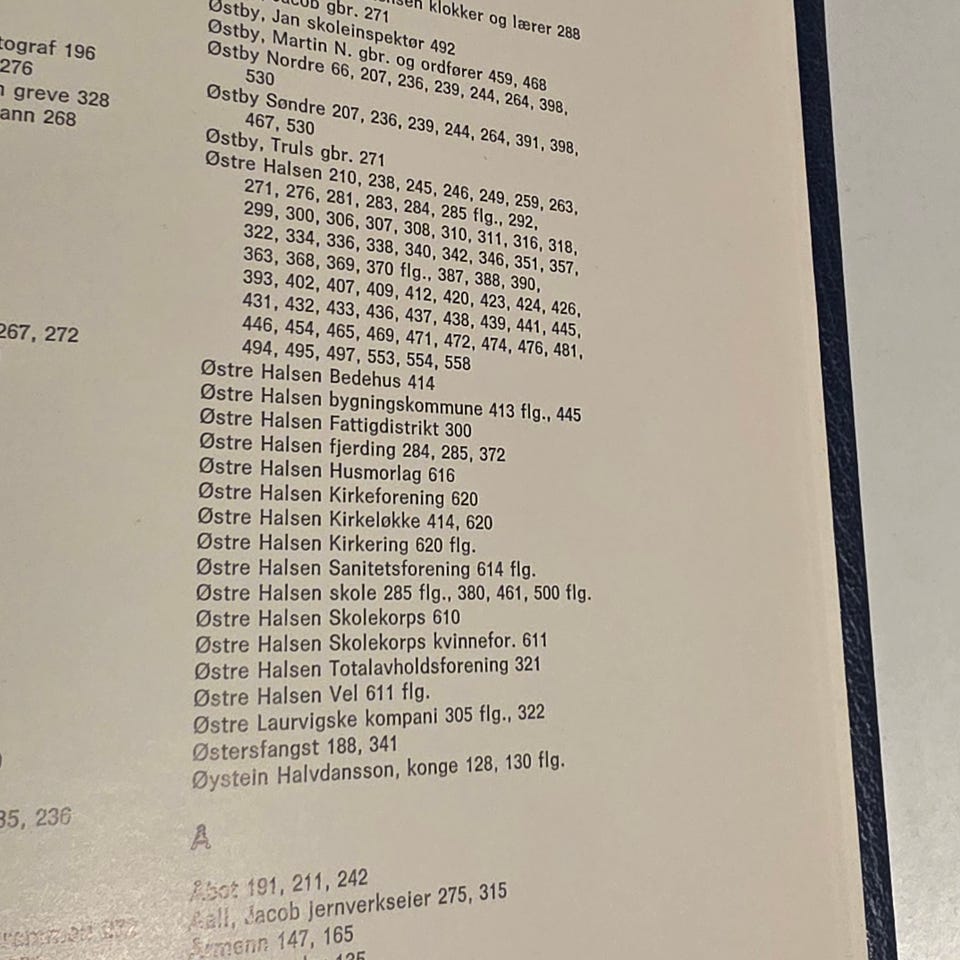 tograf 196
276
greve 328
ann 268
267, 272
35, 236
klokker og lærer 288
gbr. 271
Østby, Jan skoleinspektør 492
Østby, Martin N. gbr. og ordfører 459, 468
Østby Nordre 66, 207, 236, 239, 244, 264, 398,
530
Østby Søndre 207, 236, 239, 244, 264, 391, 398,
467, 530
Østby, Truls gbr. 271
Østre Halsen 210, 238, 245, 246, 249, 259, 263,
271, 276, 281, 283, 284, 285 flg., 292,
299, 300, 306, 307, 308, 310, 311, 316, 318,
322, 334, 336, 338, 340, 342, 346, 351, 357,
363, 368, 369, 370 flg., 387, 388, 390,
393, 402, 407, 409, 412, 420, 423, 424, 426,
431, 432, 433, 436, 437, 438, 439, 441, 445,
446, 454, 465, 469, 471, 472, 474, 476, 481,
494, 495, 497, 553, 554, 558
Østre Halsen Bedehus 414
Østre Halsen bygningskommune 413 flg., 445
Østre Halsen Fattigdistrikt 300
Østre Halsen fjerding 284, 285, 372
Østre Halsen Husmorlag 616
Østre Halsen Kirkeforening 620
Østre Halsen Kirkeløkke 414, 620
Østre Halsen Kirkering 620 flg.
Østre Halsen Sanitetsforening 614 flg.
Østre Halsen skole 285 flg., 380, 461, 500 flg.
Østre Halsen Skolekorps 610
Østre Halsen Skolekorps kvinnefor. 611
Østre Halsen Totalavholdsforening 321
Østre Halsen Vel 611 flg.
Østre Laurvigske kompani 305 flg., 322
Østersfangst 188, 341
Øystein Halvdansson, konge 128, 130 flg.
Å
Åbot 191, 211, 242
Aall, Jacob jernverkseier 275, 315
147, 165